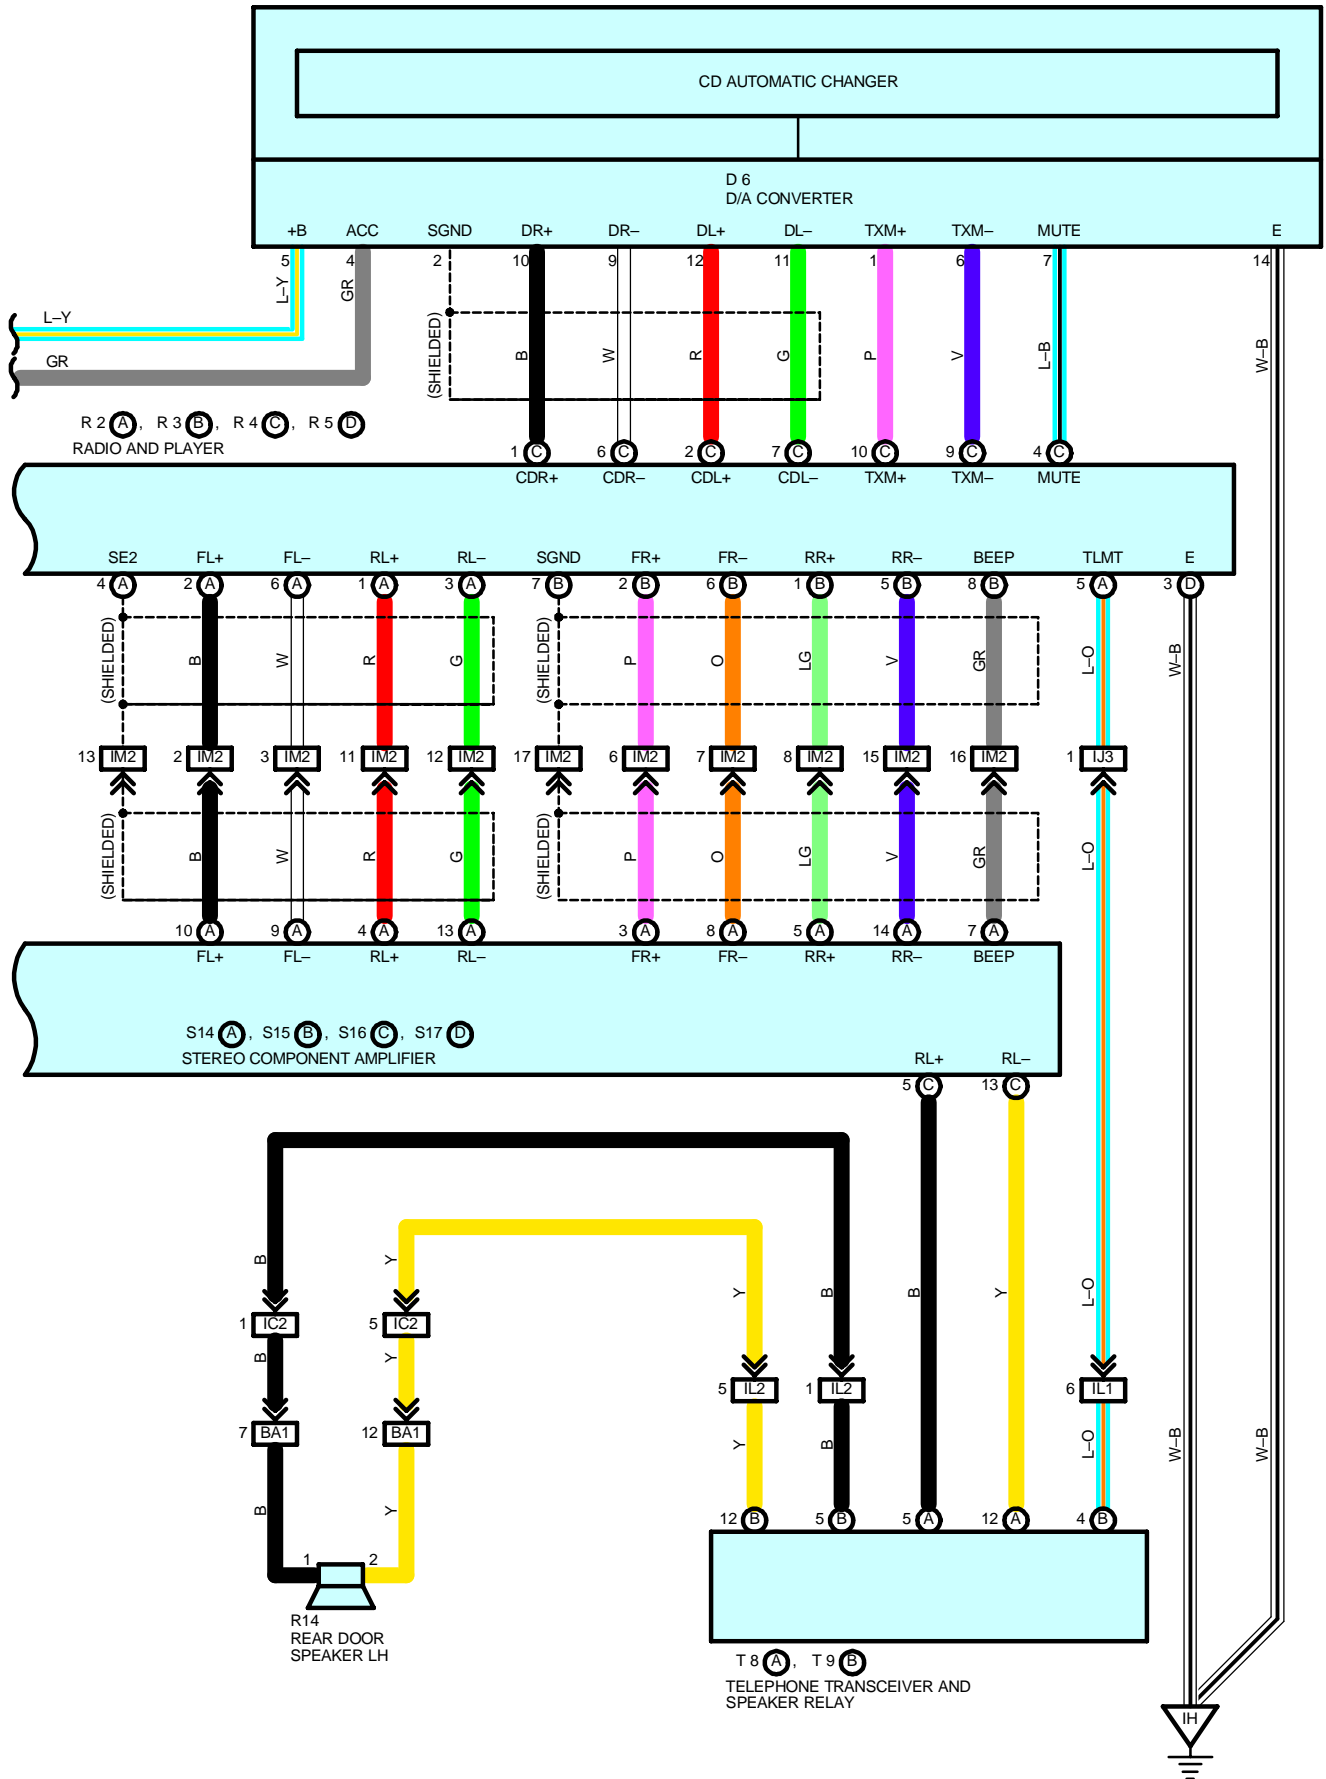 CD AUTOMATIC CHANGER
D 6
D/A CONVERTER
+B ACC SGND DR+ DR– DL+ DL– TXM+ TXM– MUTE E
5 4 2 10 9 12 11 1 6 7 14
L–Y GR
L–Y
GR
(SHIELDED) B W R G P V L–B W–B
R 2 A, R 3 B, R 4 C, R 5 D
RADIO AND PLAYER
1 C 6 C 2 C 7 C 10 C 9 C 4 C
CDR+ CDR– CDL+ CDL– TXM+ TXM– MUTE
SE2 FL+ FL– RL+ RL– SGND FR+ FR– RR+ RR– BEEP TLMT E
4 A 2 A 6 A 1 A 3 A 7 B 2 B 6 B 1 B 5 B 8 B 5 A 3 D
(SHIELDED) B W R G (SHIELDED) P O LG V GR L–O W–B
13 IM2 2 IM2 3 IM2 11 IM2 12 IM2 17 IM2 6 IM2 7 IM2 8 IM2 15 IM2 16 IM2 1 IJ3
(SHIELDED) B W R G (SHIELDED) P O LG V GR L–O
10 A 9 A 4 A 13 A 3 A 8 A 5 A 14 A 7 A
FL+ FL– RL+ RL– FR+ FR– RR+ RR– BEEP
S14 A, S15 B, S16 C, S17 D
STEREO COMPONENT AMPLIFIER
RL+ RL–
5 C 13 C
B Y Y B B Y L–O
1 IC2 5 IC2
B Y
5 IL2 1 IL2 6 IL1
7 BA1 12 BA1
Y B L–O W–B W–B
B Y
12 B 5 B 5 A 12 A 4 B
1 2
R14
REAR DOOR
SPEAKER LH
T 8 A, T 9 B
TELEPHONE TRANSCEIVER AND
SPEAKER RELAY
IH